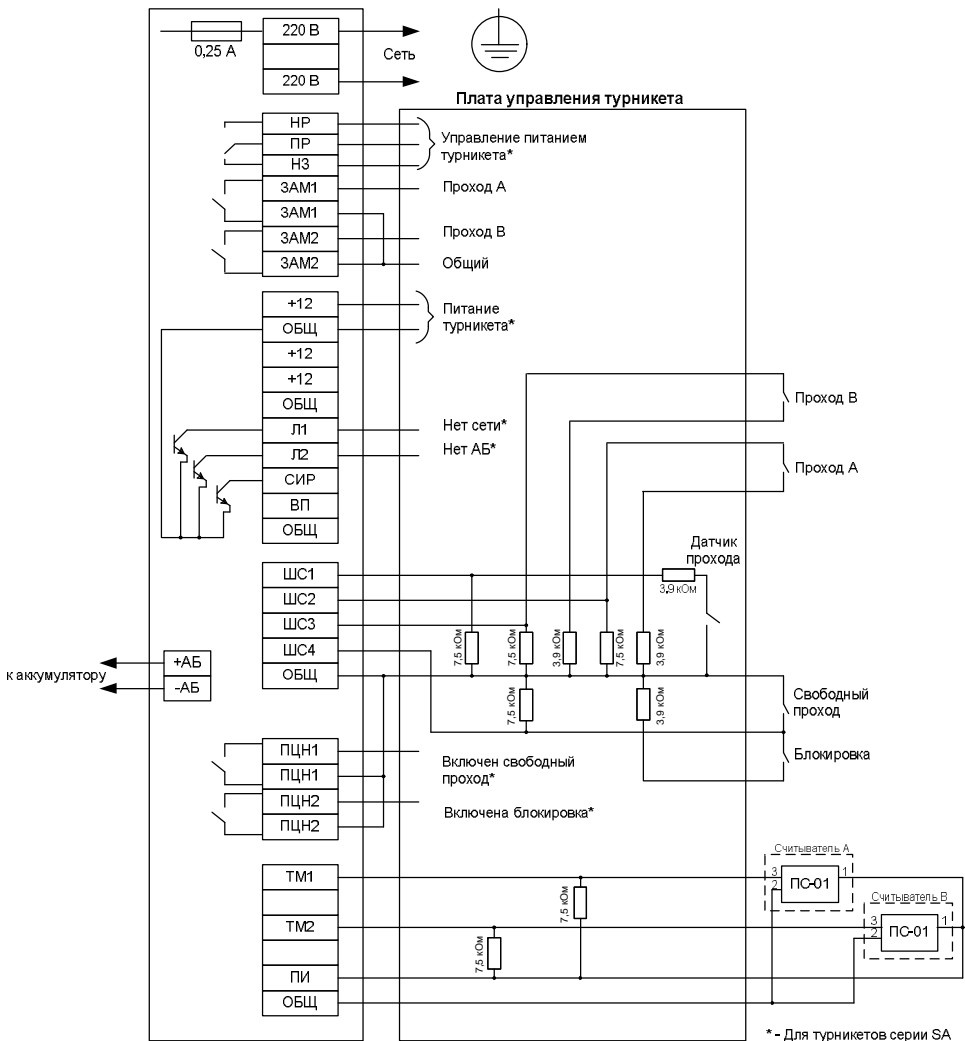 220 В
0,25 А
Сеть
220 В
Плата управления турникета
НР
ПР
НЗ
Управление питанием
турникета*
ЗАМ1
Проход А
ЗАМ1
ЗАМ2
Проход В
ЗАМ2
Общий
+12
ОБЩ
Питание
турникета*
+12
+12
ОБЩ
Проход В
Л1
Нет сети*
Л2
Нет АБ*
Проход А
СИР
ВП
ОБЩ
Датчик
прохода
ШС1
3,9 кОм
ШС2
ШС3
ШС4
ОБЩ
7,5 кОм
7,5 кОм
3,9 кОм
7,5 кОм
3,9 кОм
к аккумулятору
+АБ
-АБ
7,5 кОм
3,9 кОм
Свободный
проход
Блокировка
ПЦН1
ПЦН1
Включен свободный
проход*
ПЦН2
Включена блокировка*
ПЦН2
Считыватель А
ТМ1
3
2
ПС-01
1
7,5 кОм
Считыватель В
ТМ2
3
2
ПС-01
1
7,5 кОм
ПИ
ОБЩ
* - Для турникетов серии SA